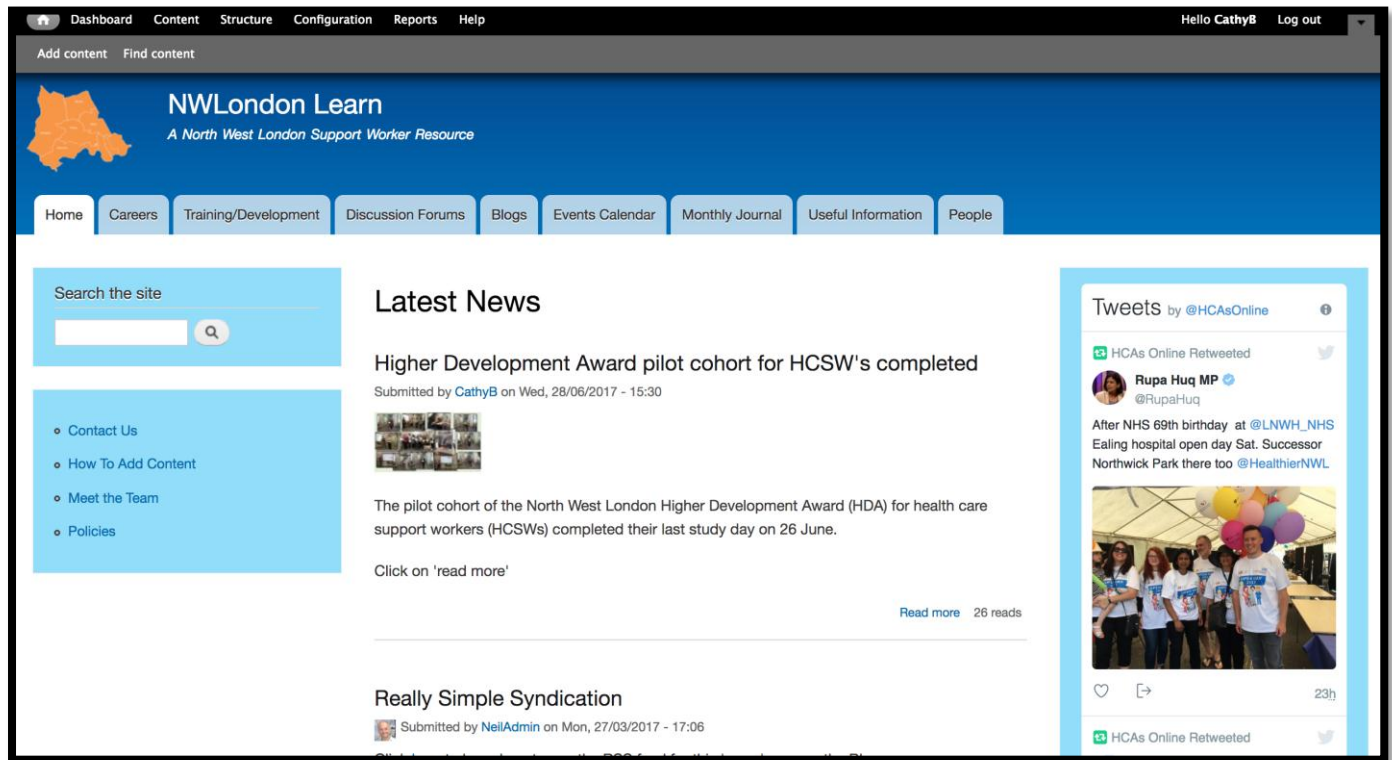 Dashboard Content Structure Configuration Reports Help Hello CathyB Log out
Add content Find content
NWLondon Learn
A North West London Support Worker Resource
Home Careers Training/Development Discussion Forums Blogs Events Calendar Monthly Journal Useful Information People
Search the site
Contact Us
How To Add Content
Meet the Team
Policies
Latest News
Higher Development Award pilot cohort for HCSW's completed
Submitted by CathyB on Wed, 28/06/2017 - 15:30
The pilot cohort of the North West London Higher Development Award (HDA) for health care
support workers (HCSWs) completed their last study day on 26 June.
Click on 'read more'
Read more 26 reads
Really Simple Syndication
Submitted by NeilAdmin on Mon, 27/03/2017 - 17:06
Tweets by @HCAsOnline
HCAs Online Retweeted
Rupa Huq MP
@RupaHuq
After NHS 69th birthday at @LNWH_NHS
Ealing hospital open day Sat. Successor
Northwick Park there too @HealthierNWL
23h
HCAs Online Retweeted